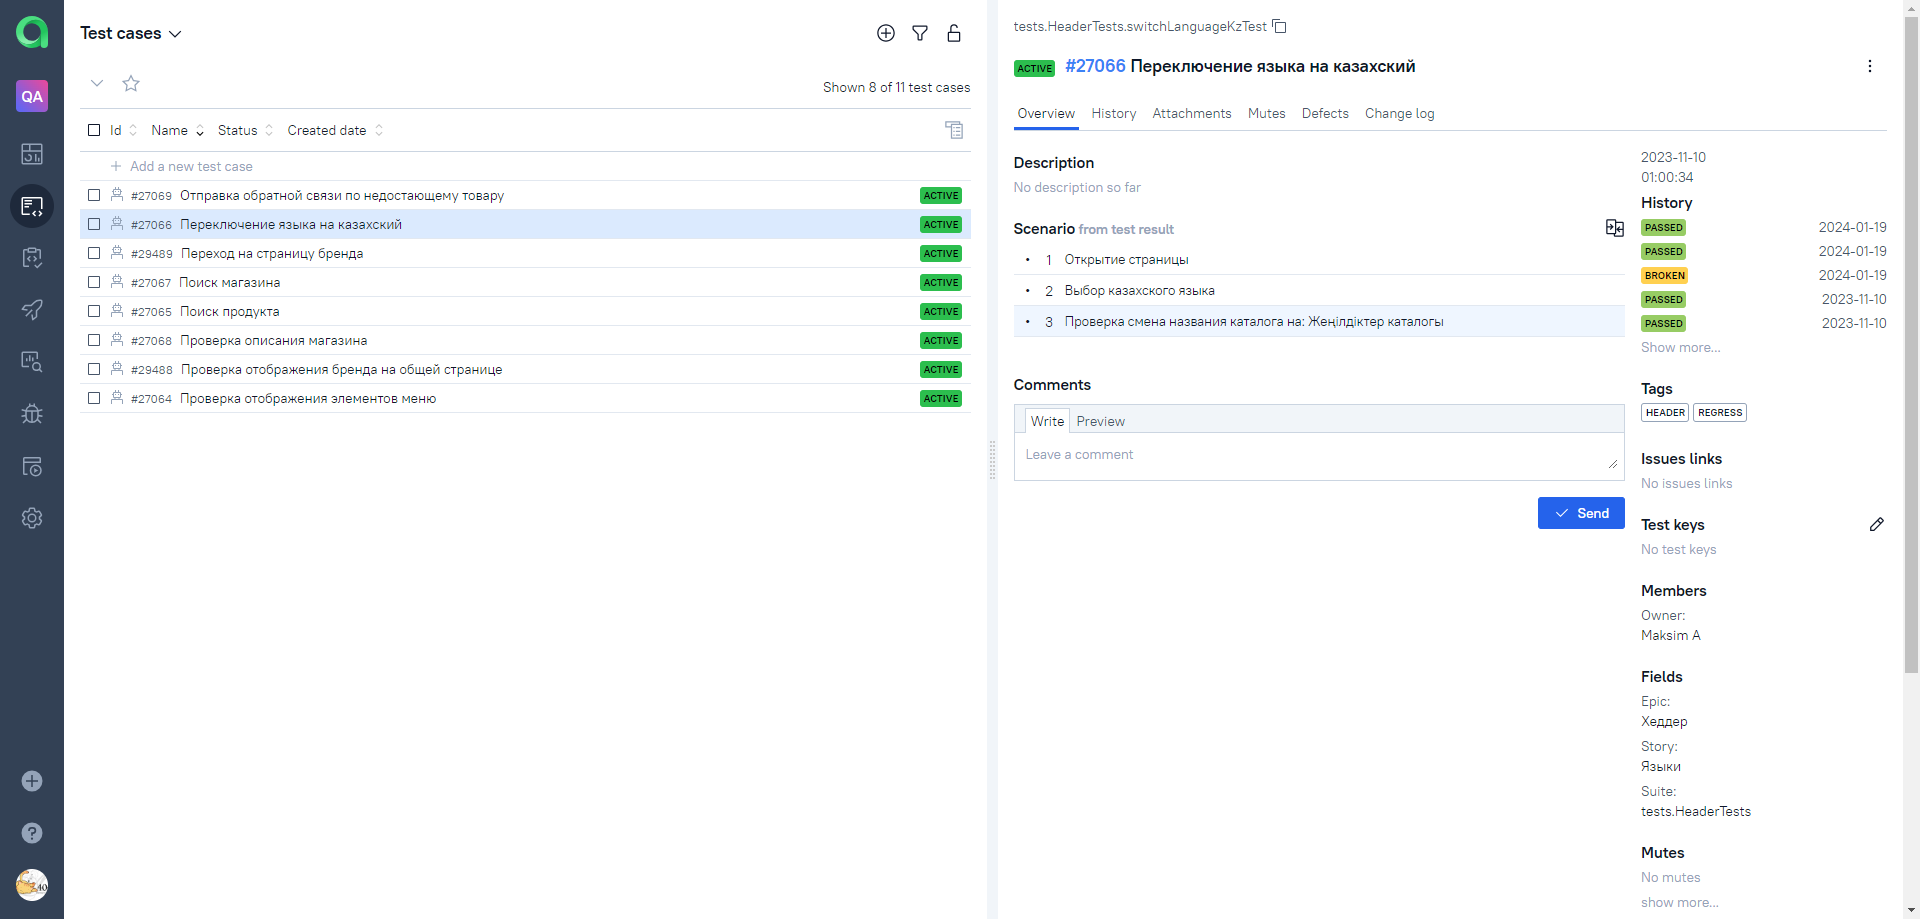 QA
Test cases
Shown 8 of 11 test cases
Id Name Status Created date
Add a new test case
#27069 Отправка обратной связи по недостающему товару ACTIVE
#27066 Переключение языка на казахский ACTIVE
#29489 Переход на страницу бренда ACTIVE
#27067 Поиск магазина ACTIVE
#27065 Поиск продукта ACTIVE
#27068 Проверка описания магазина ACTIVE
#29488 Проверка отображения бренда на общей странице ACTIVE
#27064 Проверка отображения элементов меню ACTIVE
tests.HeaderTests.switchLanguageKzTest
ACTIVE #27066 Переключение языка на казахский
Overview History Attachments Mutes Defects Change log
Description
No description so far
Scenario from test result
1 Открытие страницы
2 Выбор казахского языка
3 Проверка смена названия каталога на: Жеңілдіктер каталогы
Comments
Write Preview
Leave a comment
Send
2023-11-10
01:00:34
History
PASSED 2024-01-19
PASSED 2024-01-19
BROKEN 2024-01-19
PASSED 2023-11-10
PASSED 2023-11-10
Show more...
Tags
HEADER REGRESS
Issues links
No issues links
Test keys
No test keys
Members
Owner:
Maksim A
Fields
Epic:
Хеддер
Story:
Языки
Suite:
tests.HeaderTests
Mutes
No mutes
show more...